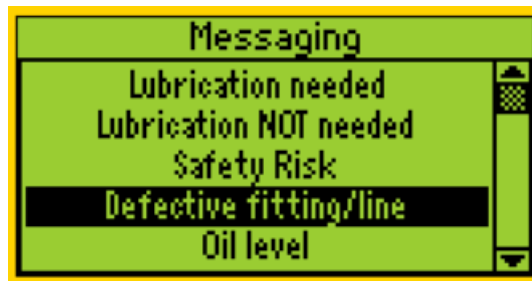 Messaging
Lubrication needed
Lubrication NOT needed
Safety Risk
Defective fitting/line
Oil level